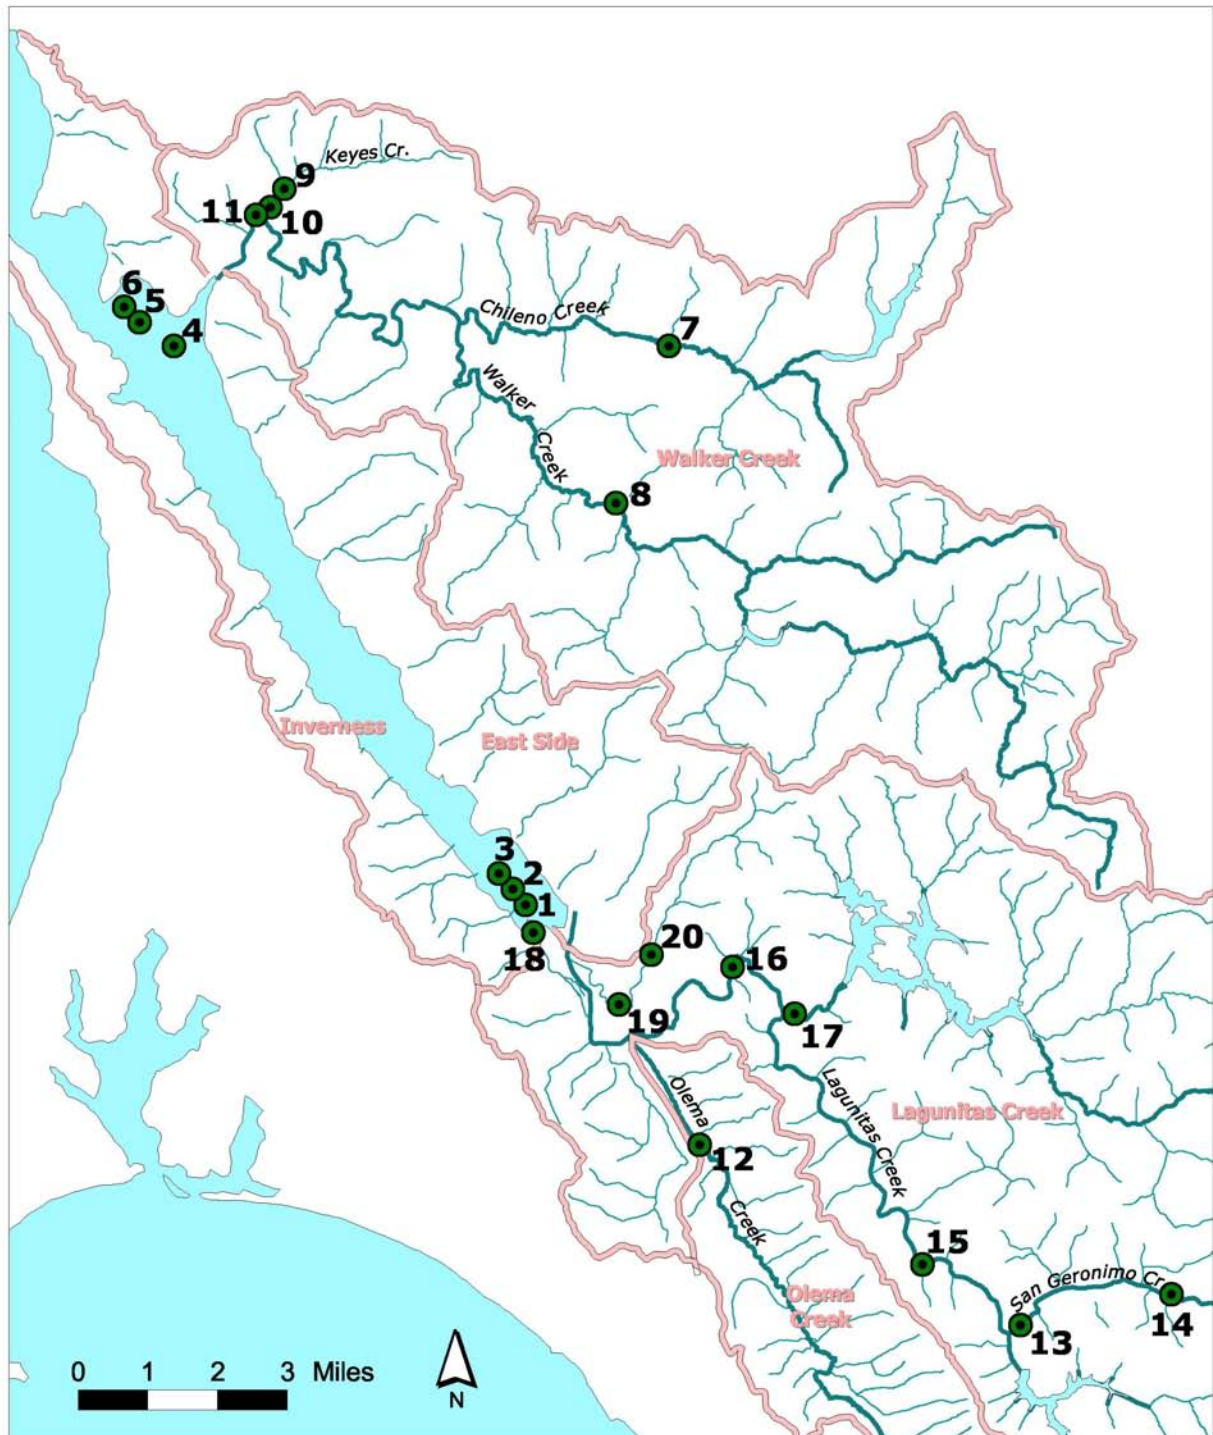 Keyes Cr.
9
11
10
6
5
4
Chileno Creek
7
Walker
Creek
Walker Creek
8
Inverness
East Side
3
2
1
18
20
16
19
17
Olema
Lagunitas Creek
Lagunitas Creek
12
Creek
15
San Geronimo Cr.
Olema
Creek
14
13
0 1 2 3 Miles
N